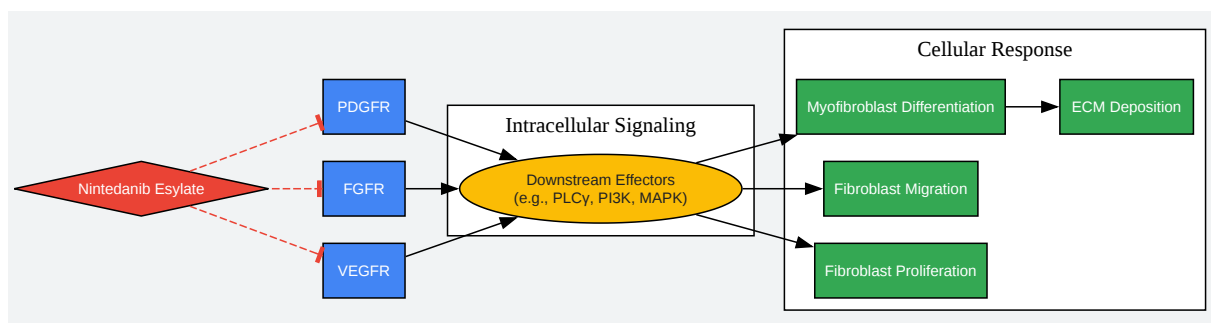 Nintedanib Esylate
PDGFR
FGFR
VEGFR
Intracellular Signaling
Downstream Effectors
(e.g., PLCγ, PI3K, MAPK)
Cellular Response
Myofibroblast Differentiation
ECM Deposition
Fibroblast Migration
Fibroblast Proliferation